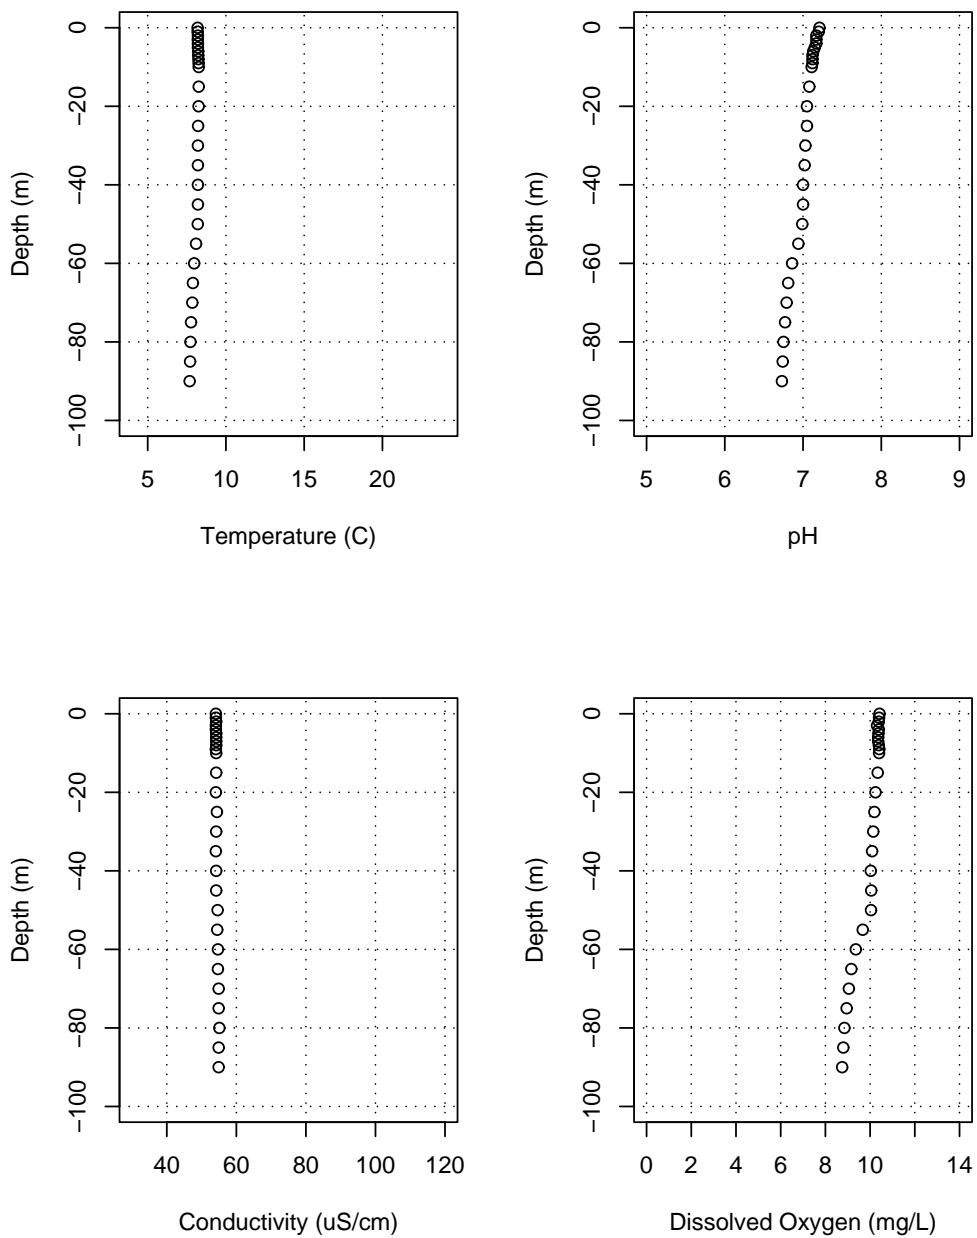 0
−20
−40
−60
−80
−100
Depth (m)
5 10 15 20
Temperature (C)
0
−20
−40
−60
−80
−100
Depth (m)
5 6 7 8 9
pH
0
−20
−40
−60
−80
−100
Depth (m)
40 60 80 100 120
Conductivity (uS/cm)
0
−20
−40
−60
−80
−100
Depth (m)
0 2 4 6 8 10 14
Dissolved Oxygen (mg/L)